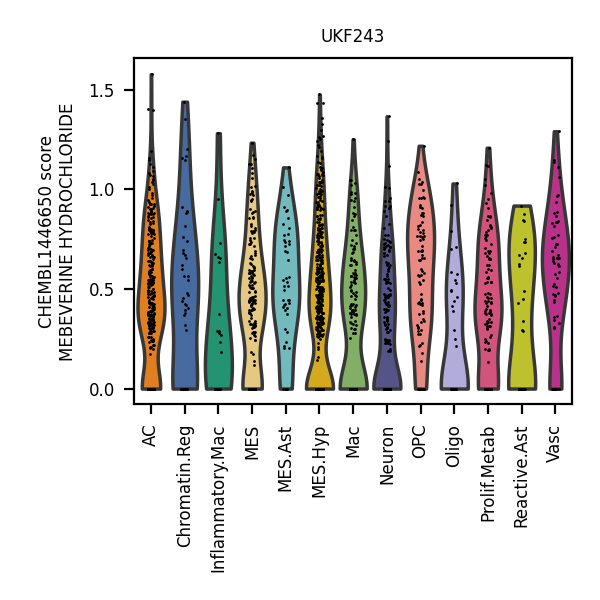 UKF243
CHEMBL1446650 score
MEBEVERINE HYDROCHLORIDE
1.5
1.0
0.5
0.0
AC
Chromatin.Reg
Inflammatory.Mac
MES
MES.Ast
MES.Hyp
Mac
Neuron
OPC
Oligo
Prolif.Metab
Reactive.Ast
Vasc